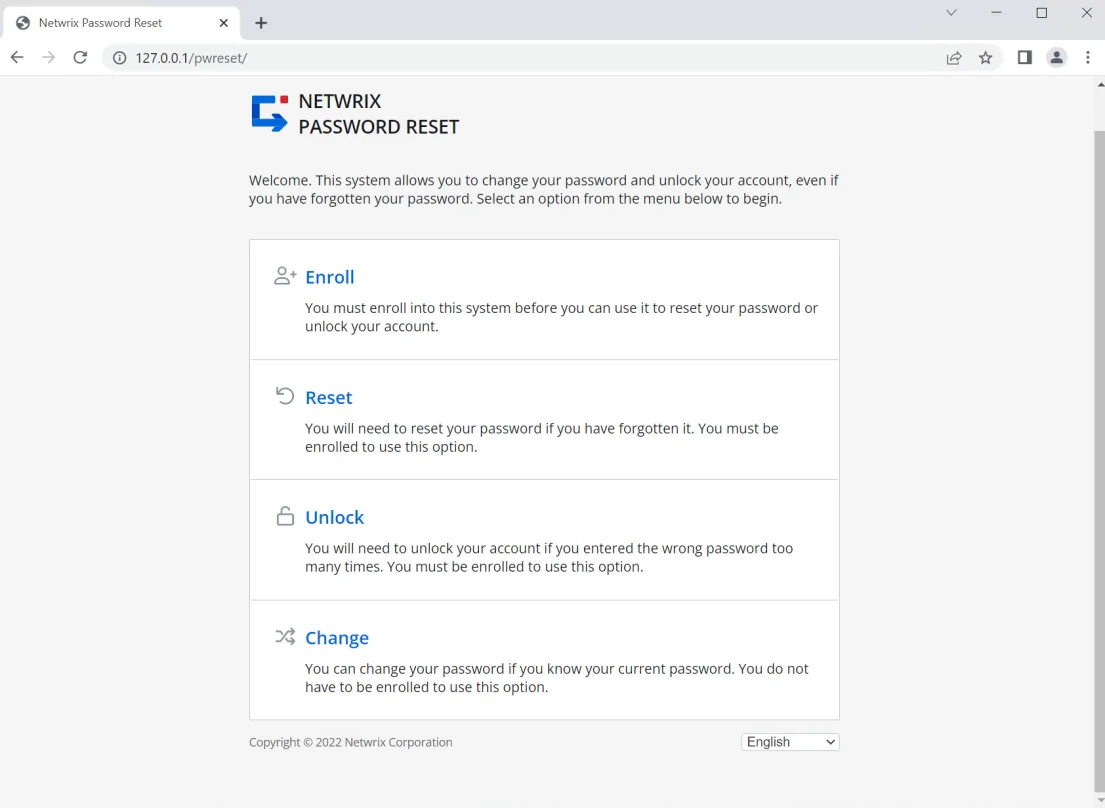 Netwrix Password Reset
127.0.0.1/pwreset/
NETWRIX
PASSWORD RESET
Welcome. This system allows you to change your password and unlock your account, even if
you have forgotten your password. Select an option from the menu below to begin.
Enroll
You must enroll into this system before you can use it to reset your password or
unlock your account.
Reset
You will need to reset your password if you have forgotten it. You must be
enrolled to use this option.
Unlock
You will need to unlock your account if you entered the wrong password too
many times. You must be enrolled to use this option.
Change
You can change your password if you know your current password. You do not
have to be enrolled to use this option.
Copyright © 2022 Netwrix Corporation
English